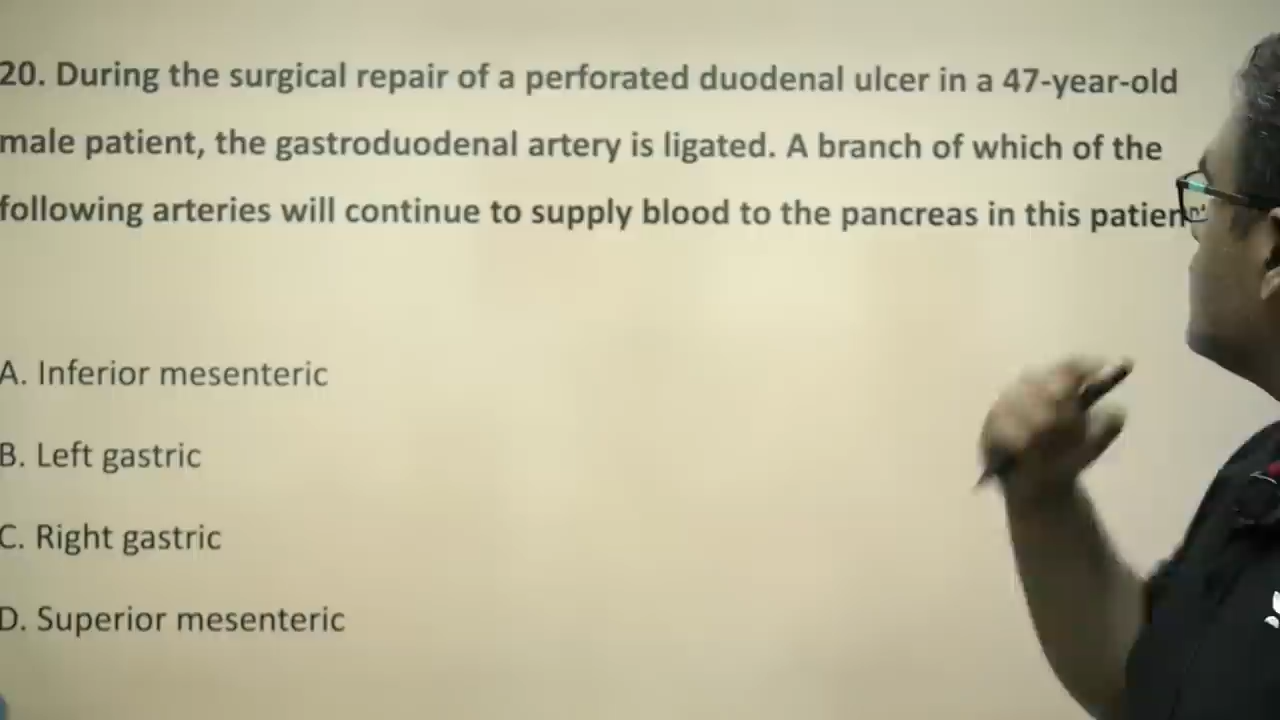 20. During the surgical repair of a perforated duodenal ulcer in a 47-year-old
male patient, the gastroduodenal artery is ligated. A branch of which of the
following arteries will continue to supply blood to the pancreas in this
A. Inferior mesenteric
B. Left gastric
C. Right gastric
D. Superior mesenteric